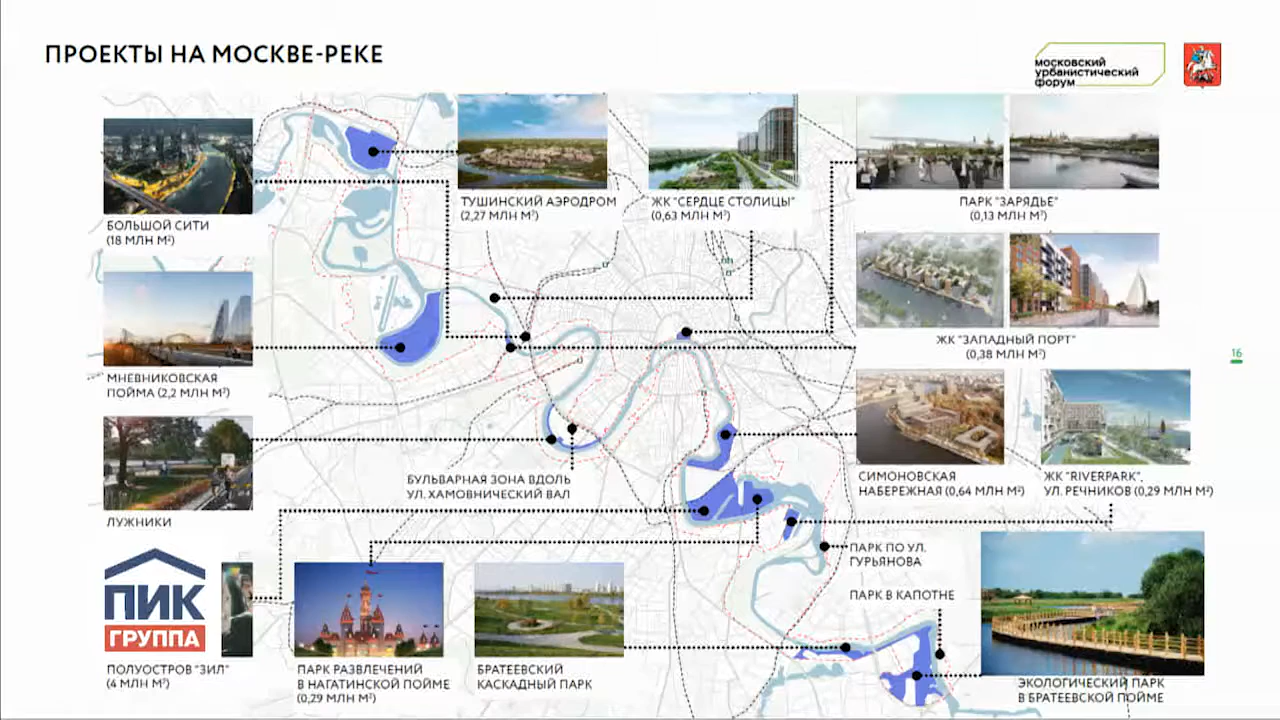 ПРОЕКТЫ НА МОСКВЕ-РЕКЕ
московский
урбанистический
форум
БОЛЬШОЙ СИТИ
(18 МЛН М²)
ТУШИНСКИЙ АЭРОДРОМ
(2,27 МЛН М²)
ЖК "СЕРДЦЕ СТОЛИЦЫ"
(0,63 МЛН М²)
ПАРК "ЗАРЯДЬЕ"
(0,13 МЛН М²)
МНЕВНИКОВСКАЯ
ПОЙМА (2,2 МЛН М²)
ЖК "ЗАПАДНЫЙ ПОРТ"
(0,38 МЛН М²)
16
ЛУЖНИКИ
БУЛЬВАРНАЯ ЗОНА ВДОЛЬ
УЛ. ХАМОВНИЧЕСКИЙ ВАЛ
СИМОНОВСКАЯ
НАБЕРЕЖНАЯ (0,64 МЛН М²)
ЖК "RIVERPARK",
УЛ. РЕЧНИКОВ (0,29 МЛН М²)
ПАРК ПО УЛ.
ГУРЬЯНОВА
ПАРК В КАПОТНЕ
ПИК
ГРУППА
ПОЛУОСТРОВ "ЗИЛ"
(4 МЛН М²)
ПАРК РАЗВЛЕЧЕНИЙ
В НАГАТИНСКОЙ ПОЙМЕ
(0,29 МЛН М²)
БРАТЕЕВСКИЙ
КАСКАДНЫЙ ПАРК
ЭКОЛОГИЧЕСКИЙ ПАРК
В БРАТЕЕВСКОЙ ПОЙМЕ